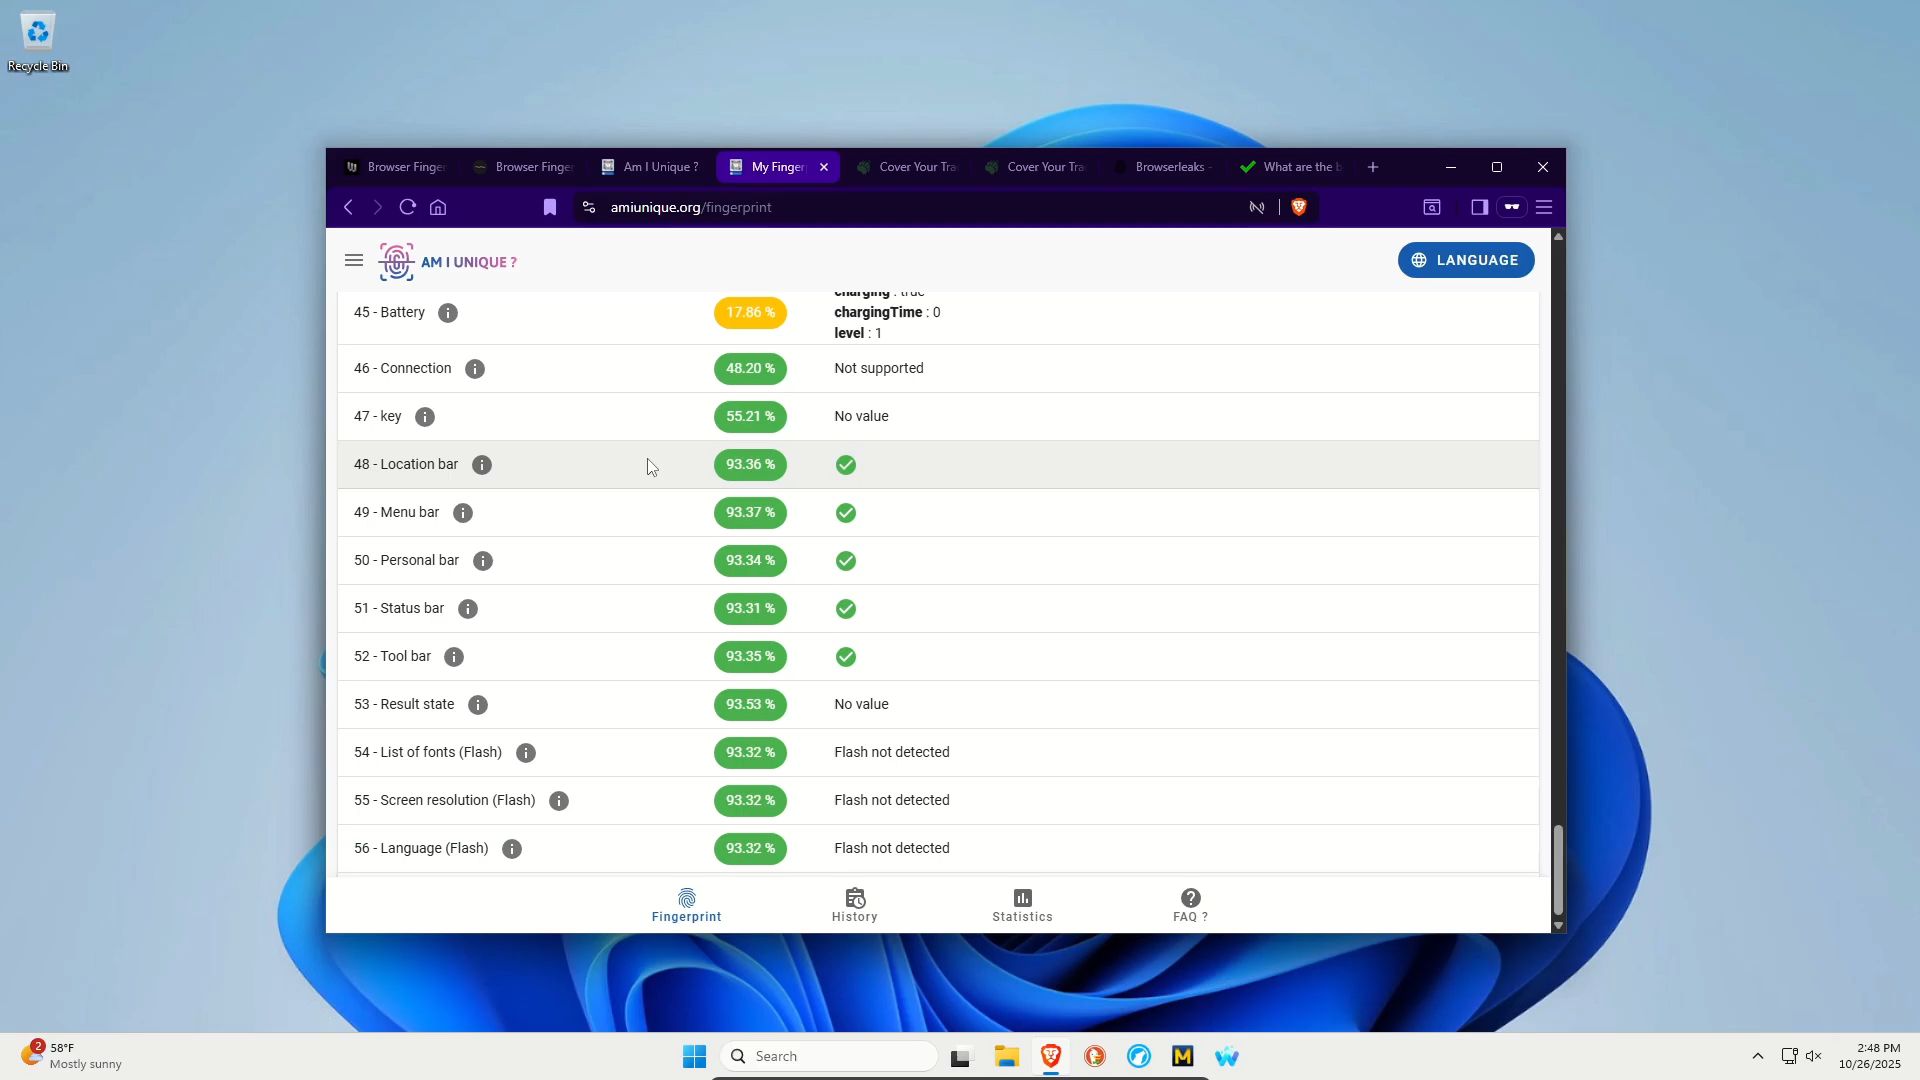 Recycle Bin
Browser Finge
Browser Finge
Am I Unique ?
My Finger
Cover Your Tra
Cover Your Tra
Browserleaks -
What are the b
amiunique.org/fingerprint
AM I UNIQUE ?
LANGUAGE
charging : true
45 - Battery 17.86 % chargingTime : 0
level : 1
46 - Connection 48.20 % Not supported
47 - key 55.21 % No value
48 - Location bar 93.36 %
49 - Menu bar 93.37 %
50 - Personal bar 93.34 %
51 - Status bar 93.31 %
52 - Tool bar 93.35 %
53 - Result state 93.53 % No value
54 - List of fonts (Flash) 93.32 % Flash not detected
55 - Screen resolution (Flash) 93.32 % Flash not detected
56 - Language (Flash) 93.32 % Flash not detected
Fingerprint
History
Statistics
FAQ ?
2
58°F
Mostly sunny
Search
2:48 PM
10/26/2025